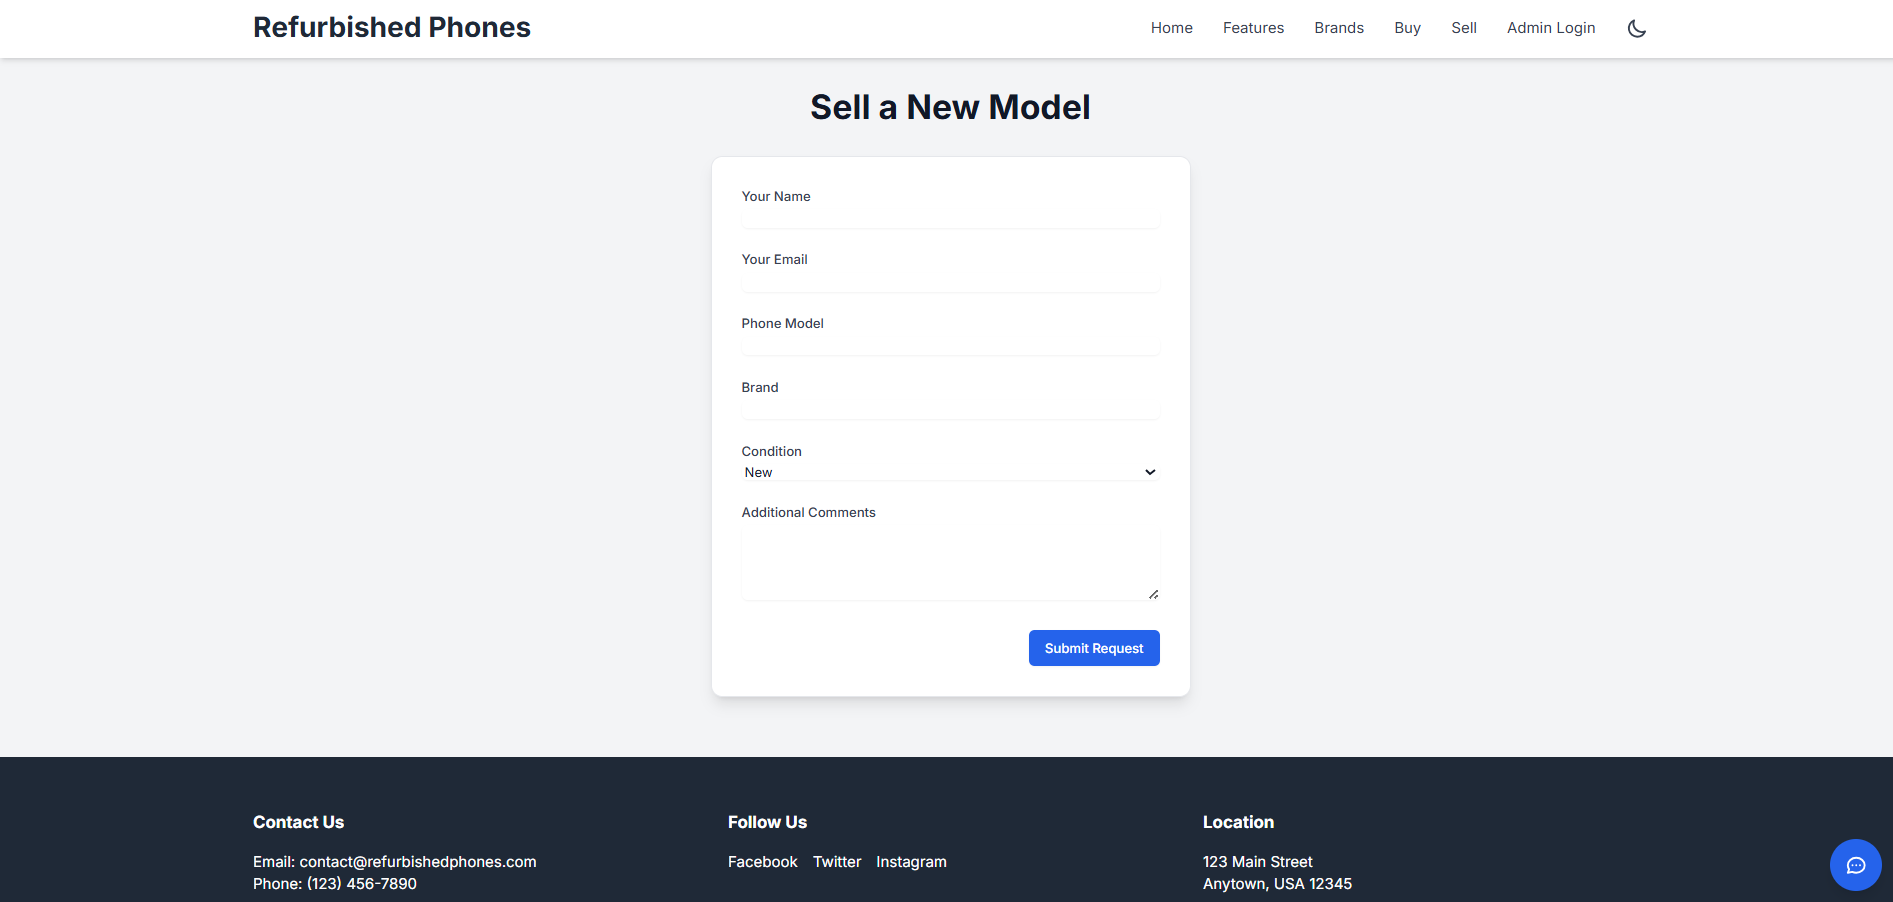 Refurbished Phones
Home Features Brands Buy Sell Admin Login
Sell a New Model
Your Name
Your Email
Phone Model
Brand
Condition
New
Additional Comments
Submit Request
Contact Us
Email: contact@refurbishedphones.com
Phone: (123) 456-7890
Follow Us
Facebook Twitter Instagram
Location
123 Main Street
Anytown, USA 12345